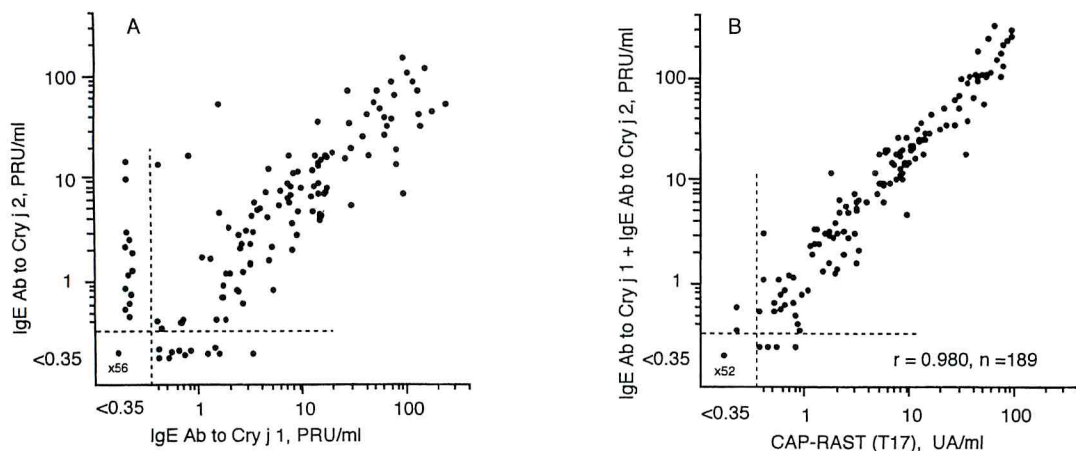 A
IgE Ab to Cry j 2, PRU/ml
100
10
1
<0.35
x56
<0.35
1
10
100
IgE Ab to Cry j 1, PRU/ml
B
IgE Ab to Cry j 1 + IgE Ab to Cry j 2, PRU/ml
100
10
1
<0.35
x52
r = 0.980, n =189
<0.35
1
10
100
CAP-RAST (T17), UA/ml